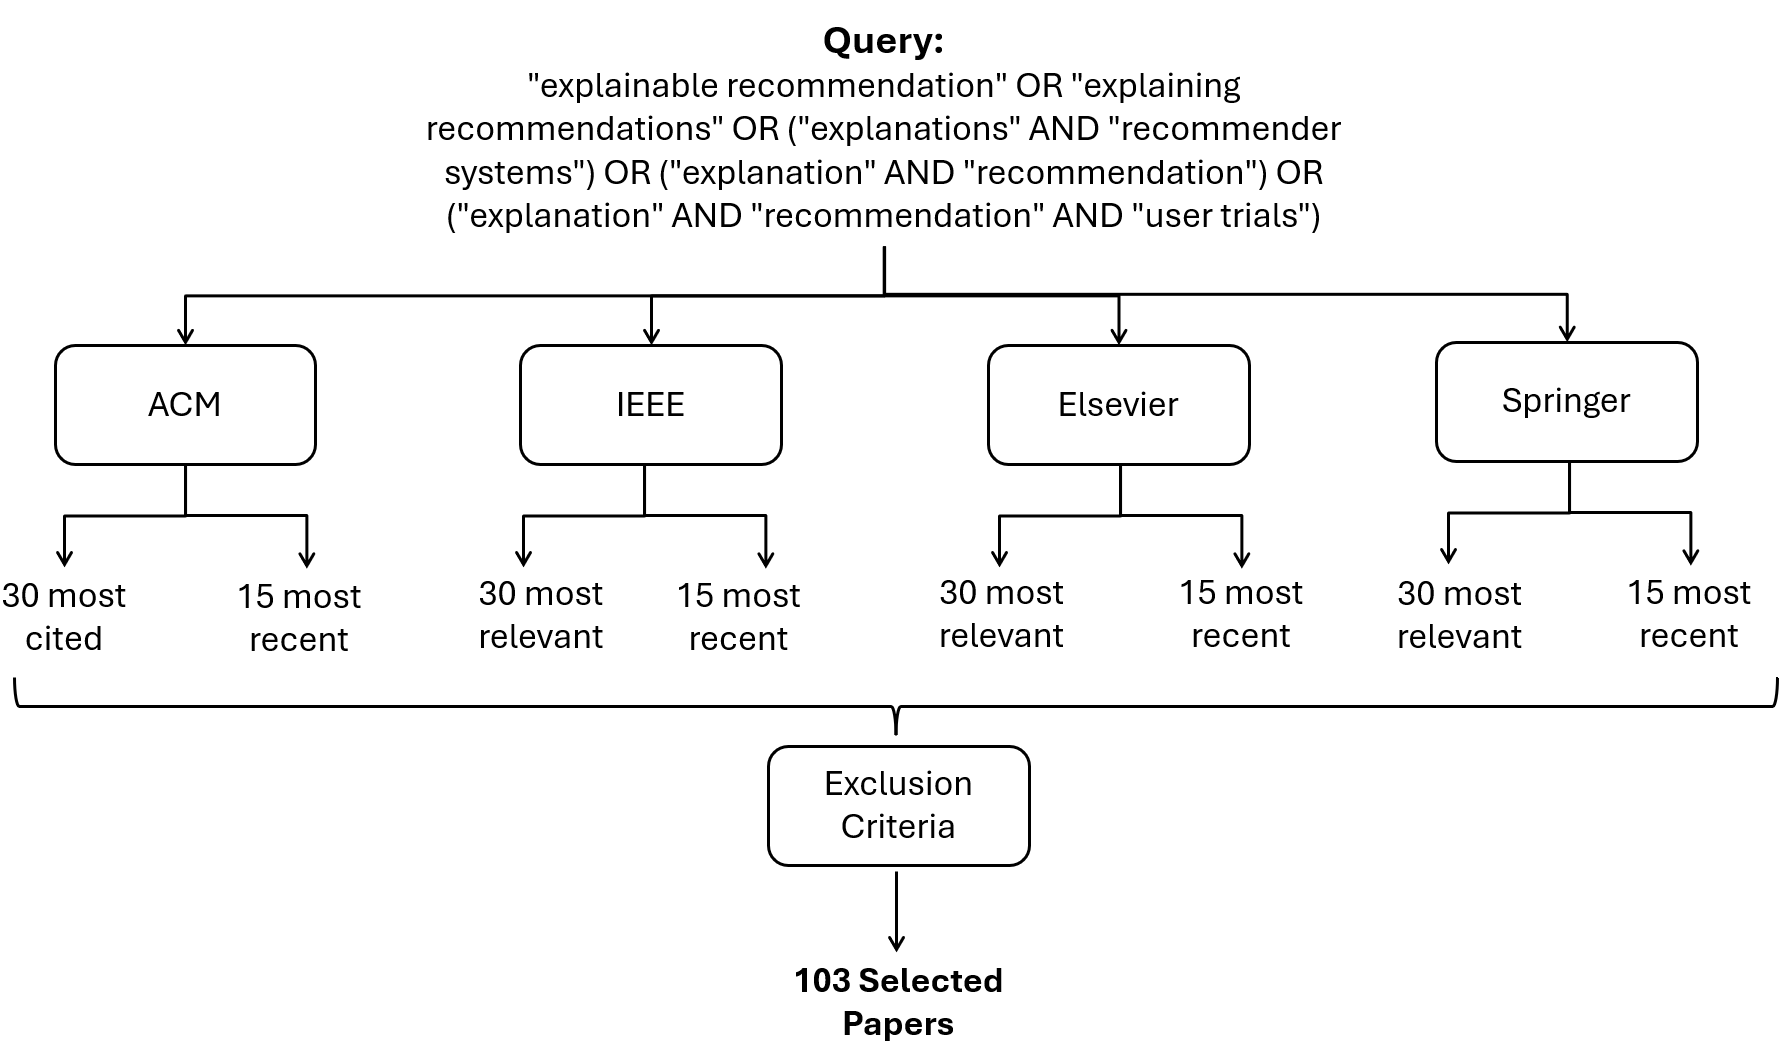 Query:
"explainable recommendation" OR "explaining
recommendations" OR ("explanations" AND "recommender
systems") OR ("explanation" AND "recommendation") OR
("explanation" AND "recommendation" AND "user trials")
ACM
IEEE
Elsevier
Springer
30 most
cited
15 most
recent
30 most
relevant
15 most
recent
30 most
relevant
15 most
recent
30 most
relevant
15 most
recent
Exclusion
Criteria
103 Selected
Papers